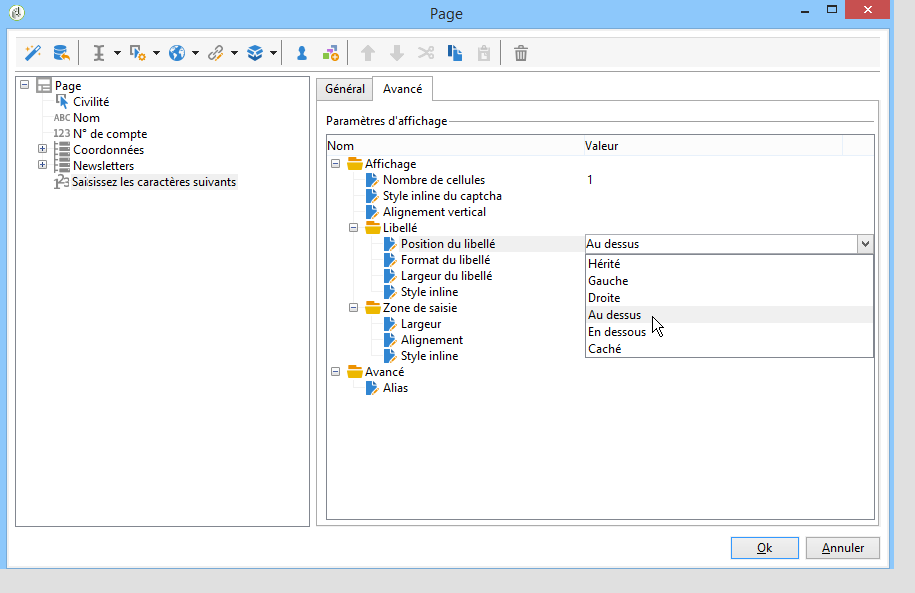 Page
Page
Civilité
ABC Nom
123 N° de compte
Coordonnées
Newsletters
Saisissez les caractères suivants
Général
Avancé
Paramètres d'affichage
Nom Valeur
Affichage
Nombre de cellules 1
Style inline du captcha
Alignement vertical
Libellé
Position du libellé Au dessus
Format du libellé
Largeur du libellé
Style inline
Zone de saisie
Largeur
Alignement
Style inline
Avancé
Alias
Hérité
Gauche
Droite
Au dessus
En dessous
Caché
Ok
Annuler